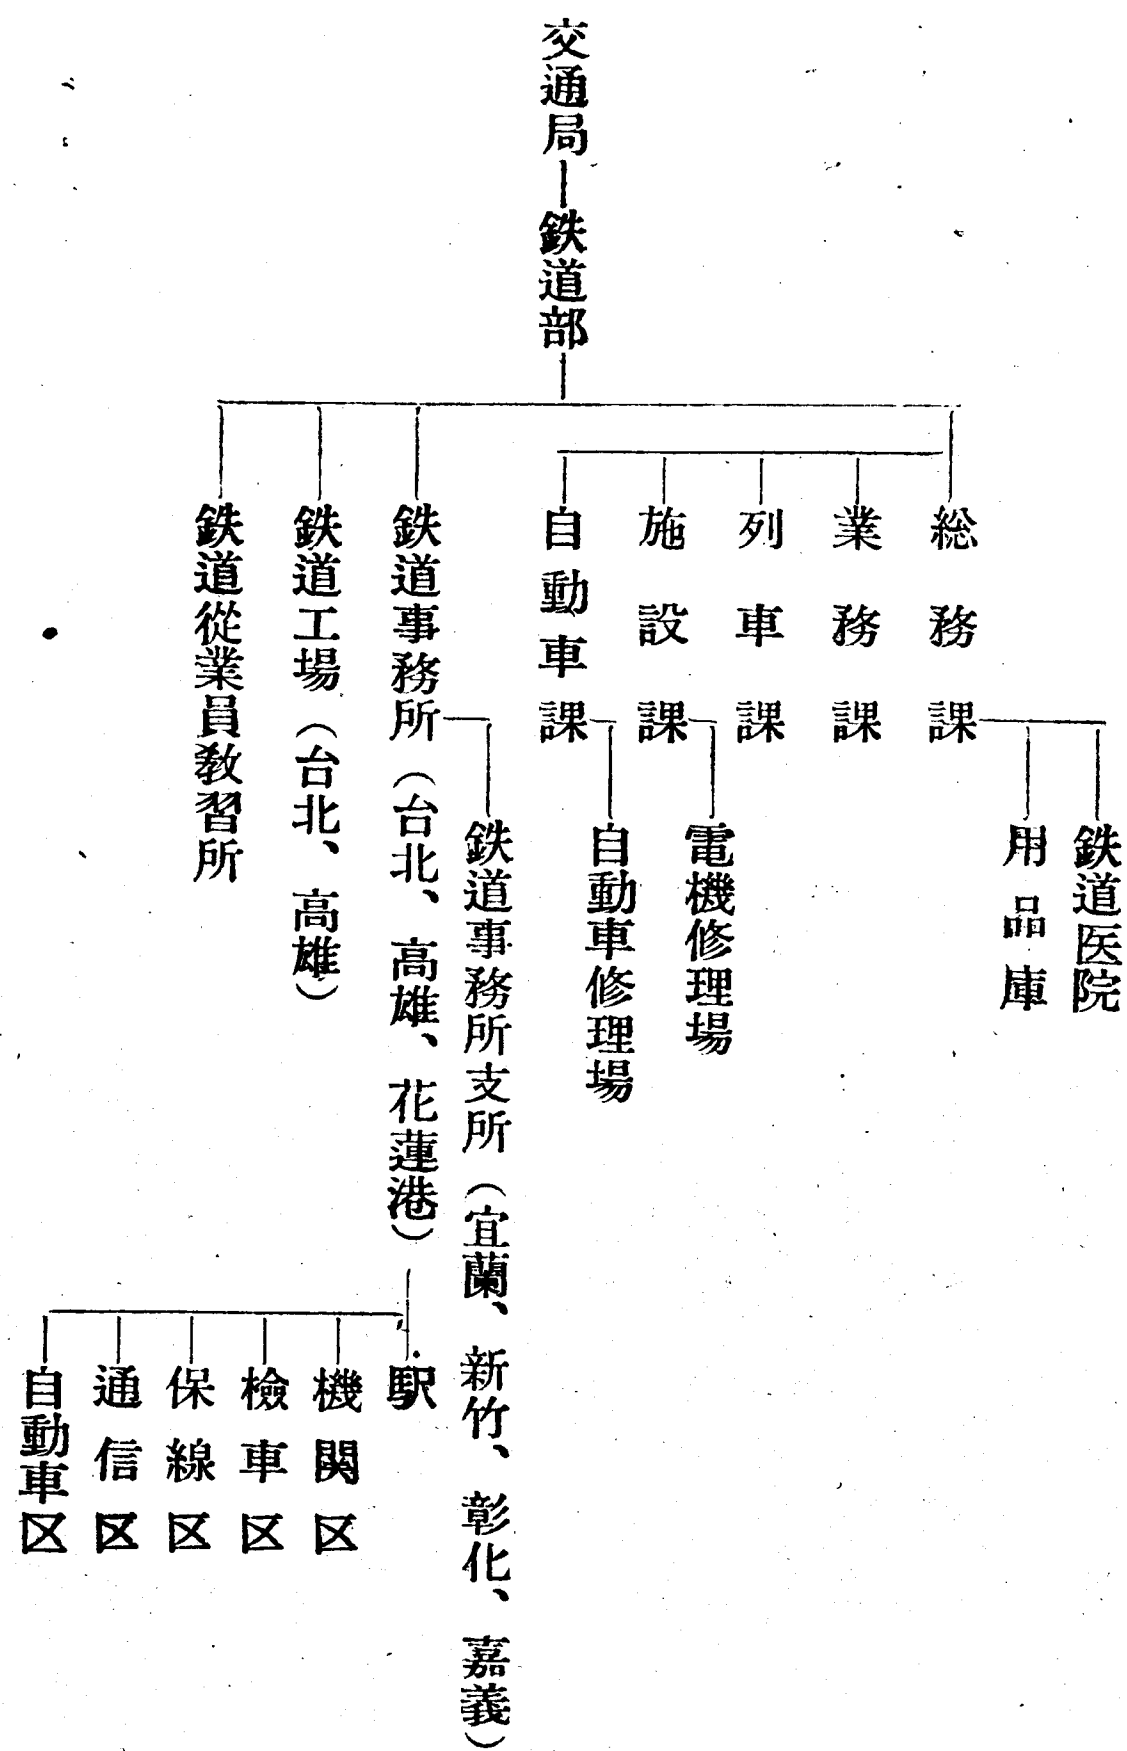 交通局
鉄道部
総務課
鉄道医院
用品庫
業務課
列車課
施設課
電機修理場
自動車課
自動車修理場
鉄道事務所（台北、高雄、花蓮港）
鉄道事務所支所（宜蘭、新竹、彰化、嘉義）
駅
機関区
檢車区
保線区
通信区
自動車区
鉄道工場（台北、高雄）
鉄道從業員教習所